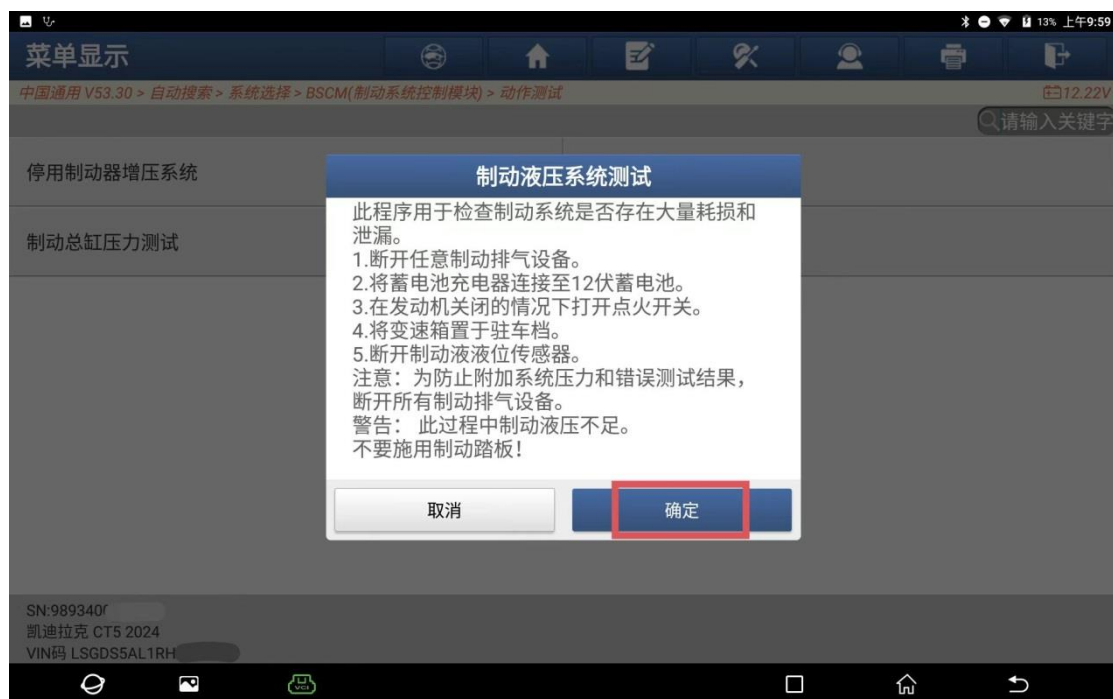 13% 上午9:59
菜单显示
中国通用 V53.30 > 自动搜索 > 系统选择 > BSCM(制动系统控制模块) > 动作测试
12.22V
请输入关键字
停用制动器增压系统
制动总缸压力测试
制动液压系统测试
此程序用于检查制动系统是否存在大量耗损和
泄漏。
1.断开任意制动排气设备。
2.将蓄电池充电器连接至12伏蓄电池。
3.在发动机关闭的情况下打开点火开关。
4.将变速箱置于驻车档。
5.断开制动液液位传感器。
注意：为防止附加系统压力和错误测试结果，
断开所有制动排气设备。
警告： 此过程中制动液压不足。
不要施用制动踏板！
取消
确定
SN:989340
凯迪拉克 CT5 2024
VIN码 LSGDS5AL1RH
VCI